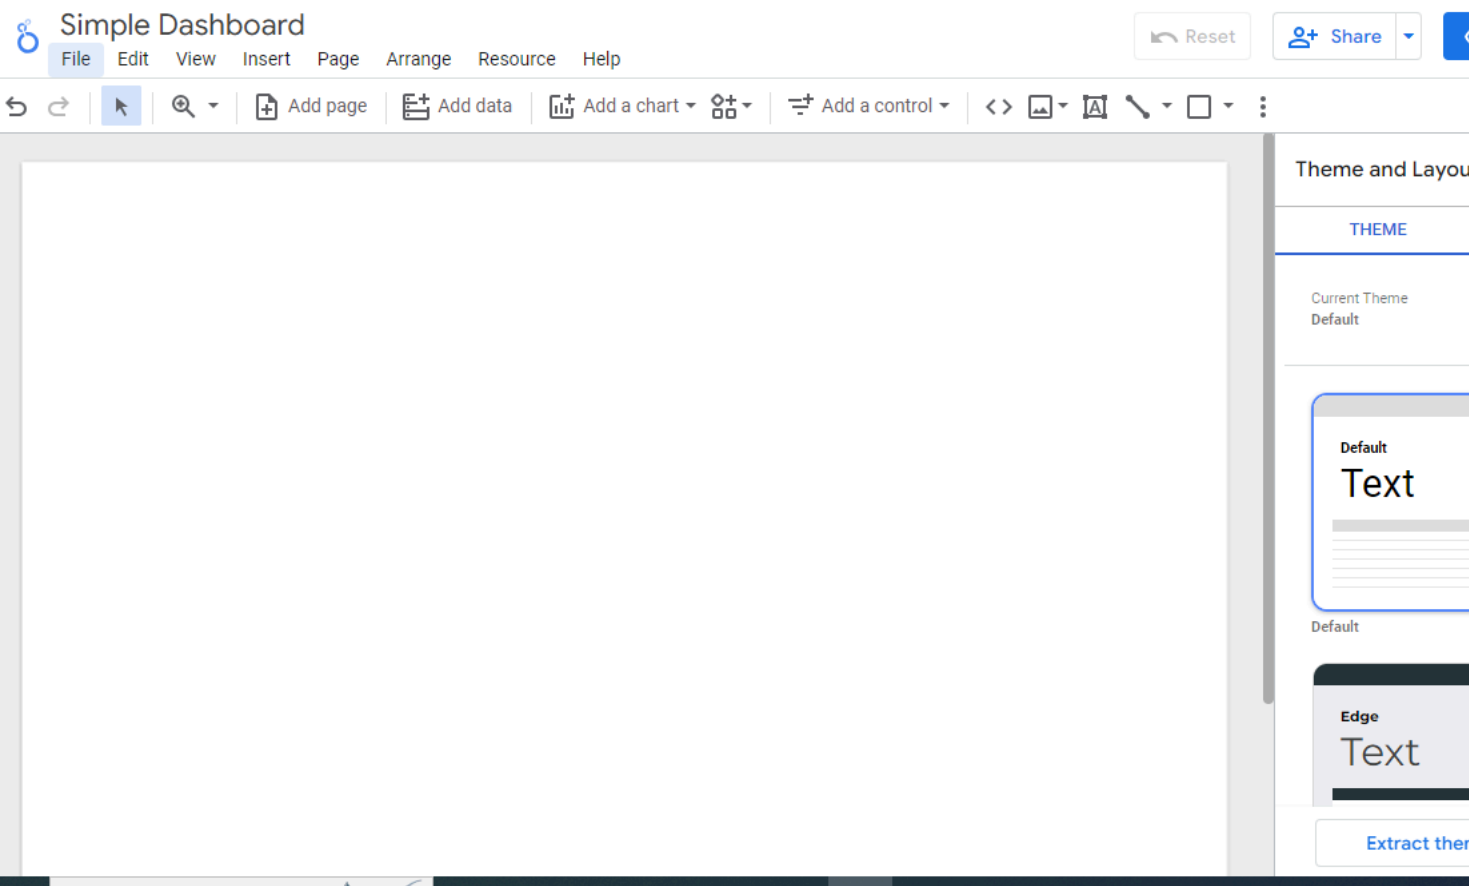 Simple Dashboard
File Edit View Insert Page Arrange Resource Help
Reset
Share
Add page
Add data
Add a chart
Add a control
A
Theme and Layou
THEME
Current Theme
Default
Default
Text
Default
Edge
Text
Extract ther